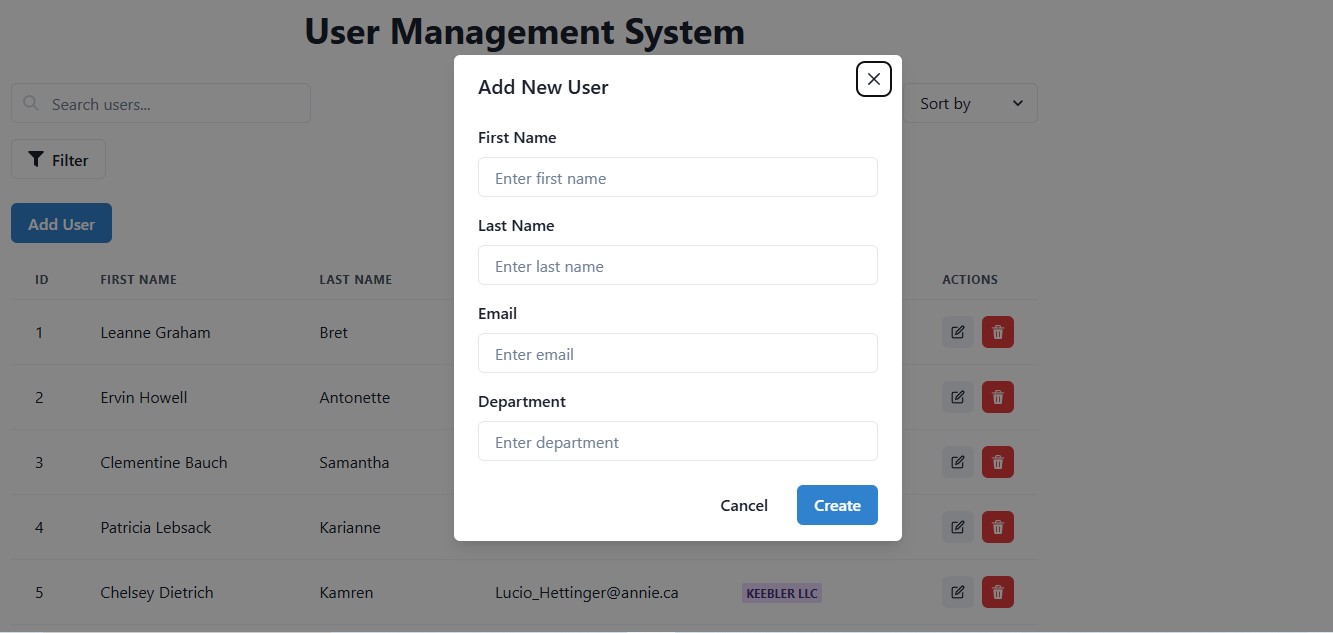 User Management System
Search users...
Sort by
Filter
Add User
Add New User
First Name
Enter first name
Last Name
Enter last name
Email
Enter email
Department
Enter department
Cancel
Create
ID FIRST NAME LAST NAME ACTIONS
1 Leanne Graham Bret
2 Ervin Howell Antonette
3 Clementine Bauch Samantha
4 Patricia Lebsack Karianne
5 Chelsey Dietrich Kamren Lucio_Hettinger@annie.ca KEEBLER LLC